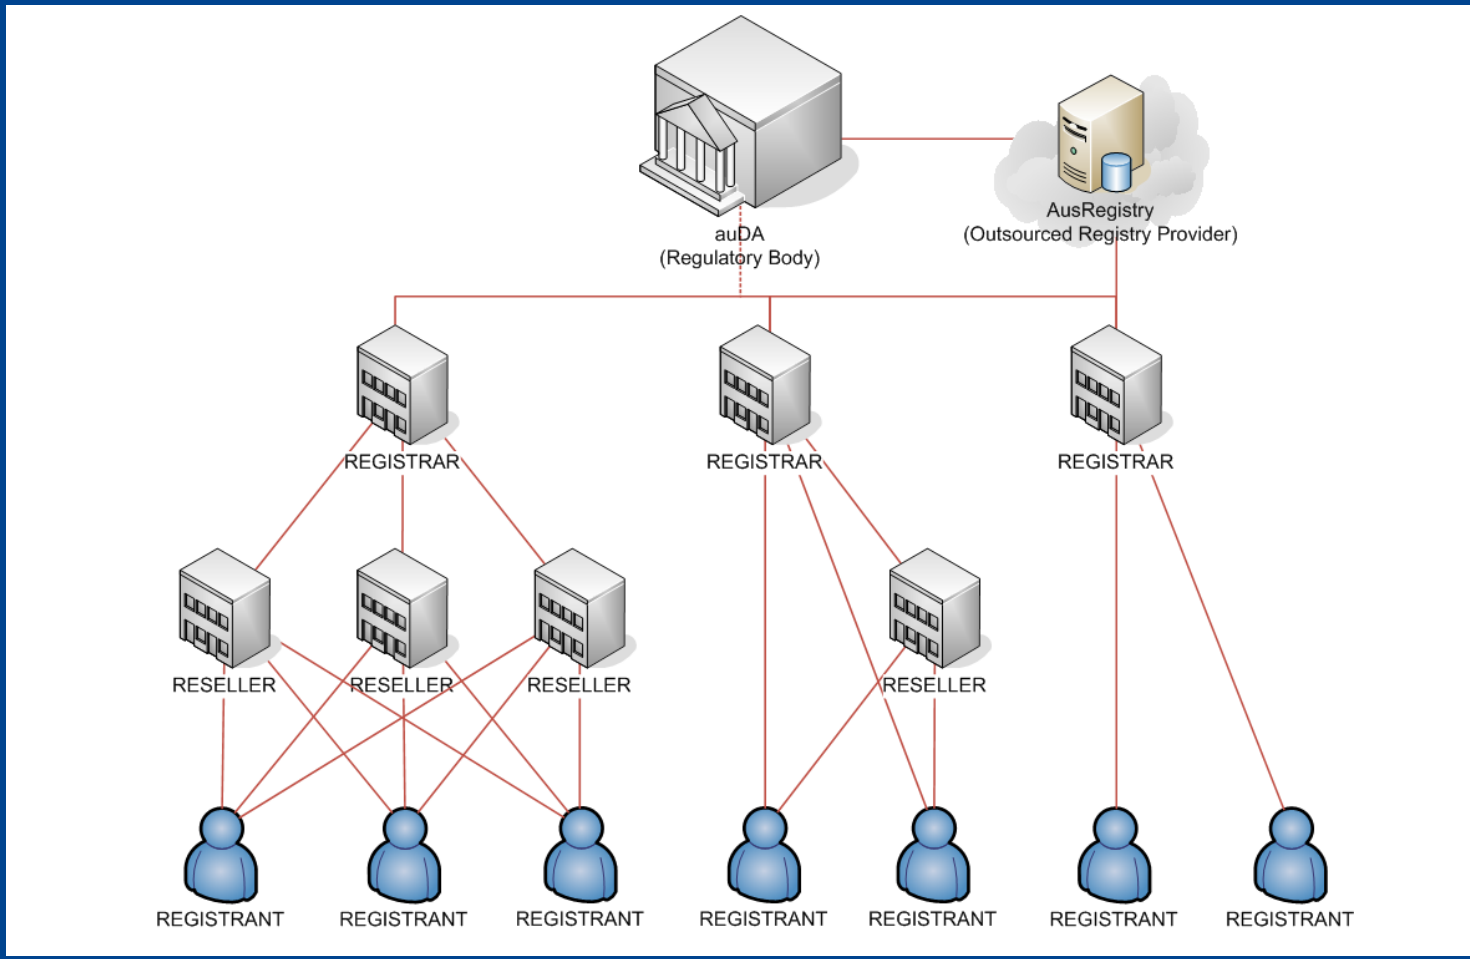 auDA
(Regulatory Body)
AusRegistry
(Outsourced Registry Provider)
REGISTRAR
REGISTRAR
REGISTRAR
RESELLER
RESELLER
RESELLER
RESELLER
REGISTRANT
REGISTRANT
REGISTRANT
REGISTRANT
REGISTRANT
REGISTRANT
REGISTRANT